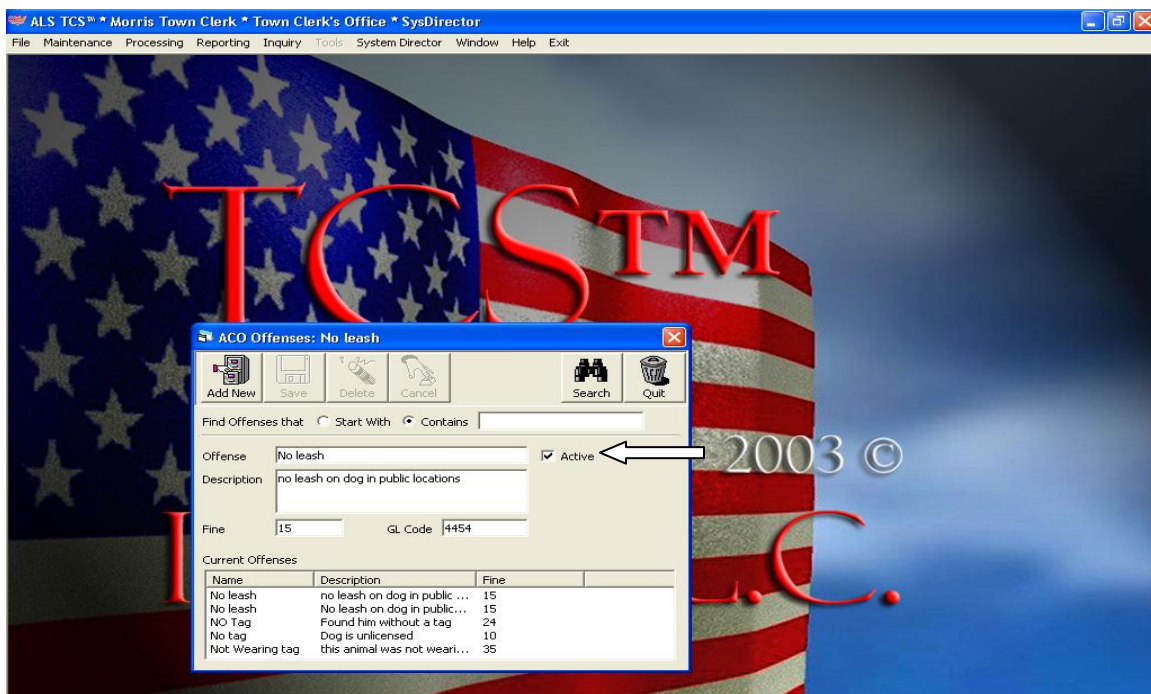 ALS TCS™ * Morris Town Clerk * Town Clerk's Office * SysDirector
File Maintenance Processing Reporting Inquiry Tools System Director Window Help Exit
TCS™
ACO Offenses: No leash
Add New Save Delete Cancel Search Quit
Find Offenses that Start With Contains
2003 ©
Offense No leash Active
Description no leash on dog in public locations
Fine 15 GL Code 4454
L.C.
Current Offenses
Name Description Fine
No leash no leash on dog in public ... 15
No leash No leash on dog in public... 15
NO Tag Found him without a tag 24
No tag Dog is unlicensed 10
Not Wearing tag this animal was not weari... 35